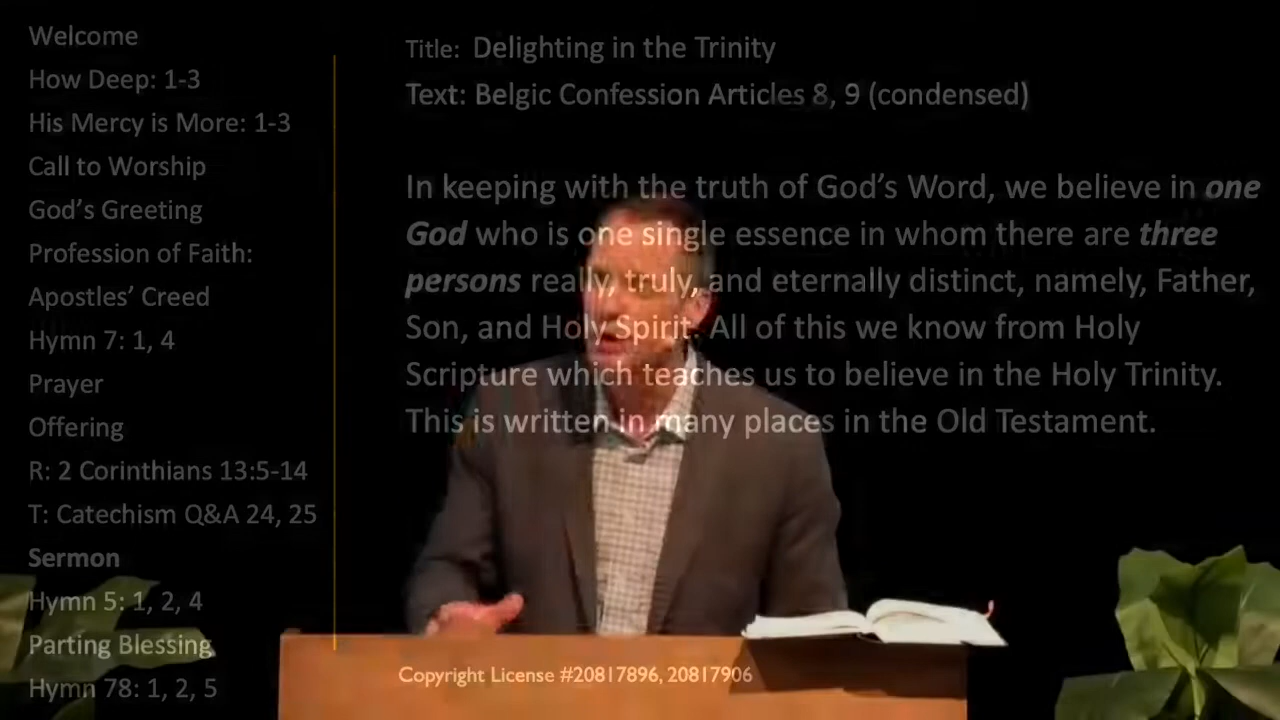 Welcome
How Deep: 1-3
His Mercy is More: 1-3
Call to Worship
God's Greeting
Profession of Faith:
Apostles' Creed
Hymn 7: 1, 4
Prayer
Offering
R: 2 Corinthians 13:5-14
T: Catechism Q&A 24, 25
Sermon
Hymn 5: 1, 2, 4
Parting Blessing
Hymn 78: 1, 2, 5
Title: Delighting in the Trinity
Text: Belgic Confession Articles 8, 9 (condensed)
In keeping with the truth of God's Word, we believe in one
God who is one single essence in whom there are three
persons really, truly, and eternally distinct, namely, Father,
Son, and Holy Spirit. All of this we know from Holy
Scripture which teaches us to believe in the Holy Trinity.
This is written in many places in the Old Testament.
Copyright License #20817896, 20817906